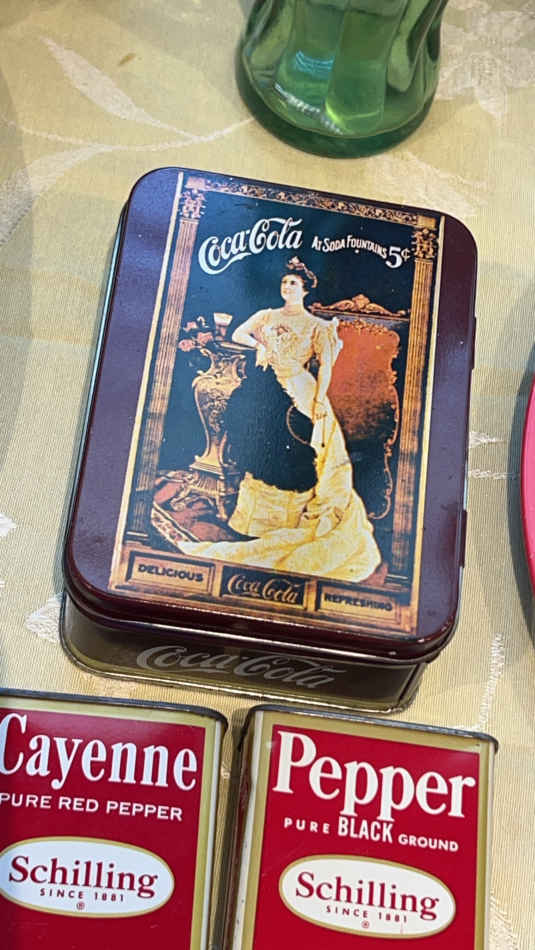 Coca-Cola At Soda Fountains 5¢
DELICIOUS Coca-Cola REFRESHING
Coca-Cola
Cayenne
PURE RED PEPPER
Schilling
SINCE 1881
®
Pepper
PURE BLACK GROUND
Schilling
SINCE 1881
®